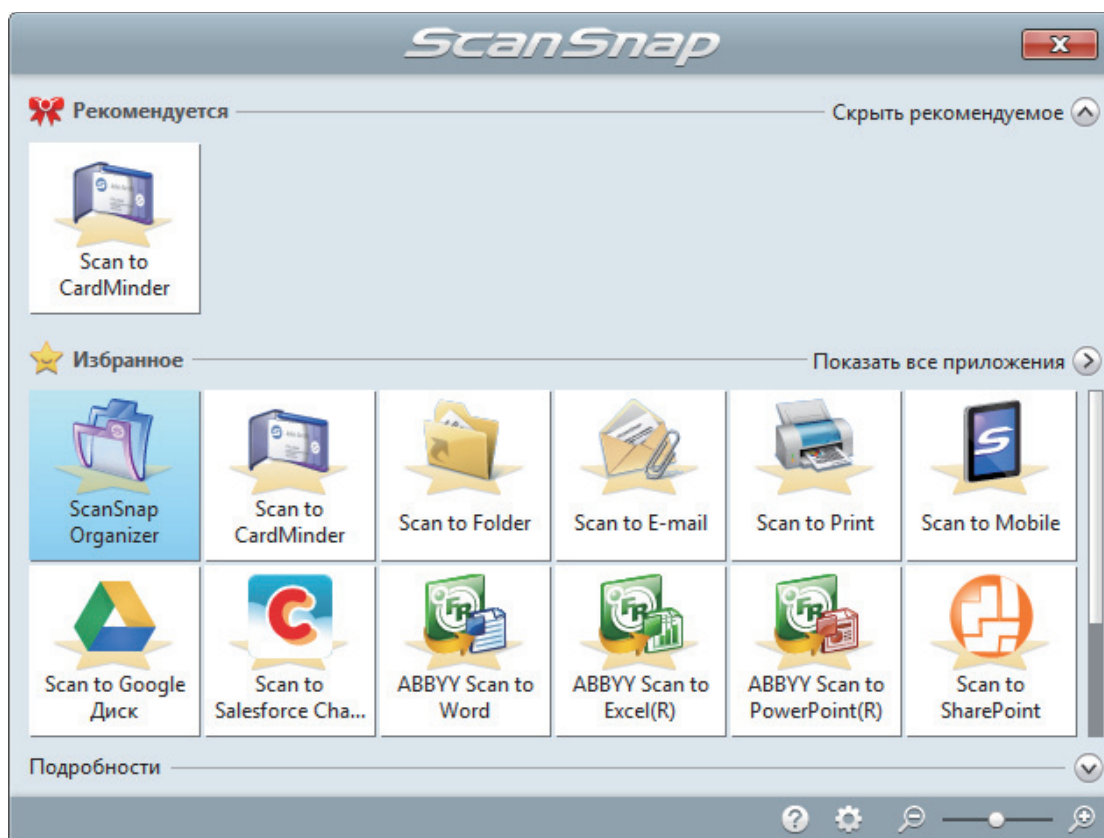 ScanSnap
Рекомендуется
Скрыть рекомендуемое
Scan to
CardMinder
Избранное
Показать все приложения
ScanSnap
Organizer
Scan to
CardMinder
Scan to Folder
Scan to E-mail
Scan to Print
Scan to Mobile
Scan to Google
Диск
Scan to
Salesforce Cha...
ABBYY Scan to
Word
ABBYY Scan to
Excel(R)
ABBYY Scan to
PowerPoint(R)
Scan to
SharePoint
Подробности